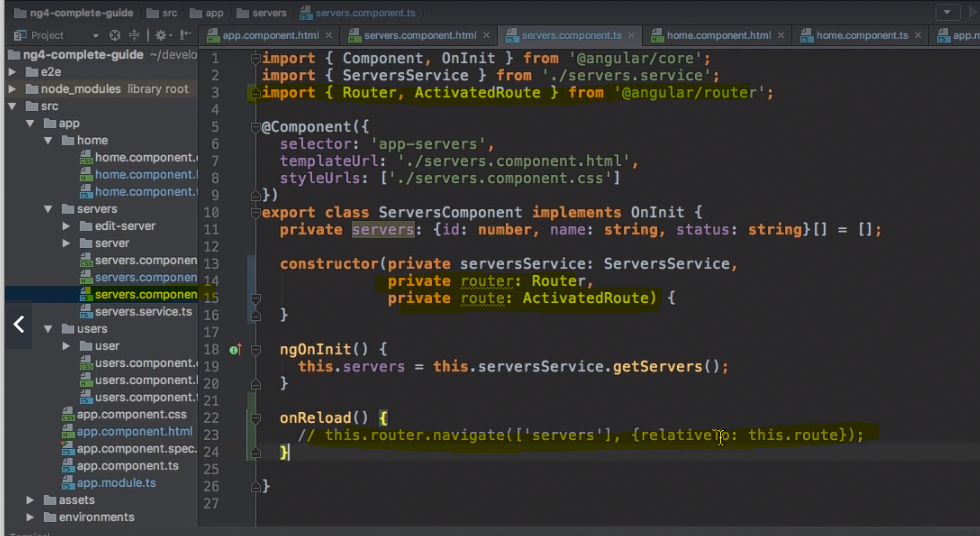 ng4-complete-guide src app servers servers.component.ts
Project
app.component.html × servers.component.html × servers.component.ts × home.component.html × home.component.ts × app.m
ng4-complete-guide ~/develo
e2e
node_modules library root
src
app
home
home.component.
home.component.
home.component.
servers
edit-server
server
servers.component
servers.component
servers.component
servers.service.ts
users
user
users.component.
users.component.
users.component.
app.component.css
app.component.html
app.component.spec.
app.component.ts
app.module.ts
assets
environments
1 import { Component, OnInit } from '@angular/core';
2 import { ServersService } from './servers.service';
3 import { Router, ActivatedRoute } from '@angular/router';
4
5 @Component({
6 selector: 'app-servers',
7 templateUrl: './servers.component.html',
8 styleUrls: ['./servers.component.css']
9 })
10 export class ServersComponent implements OnInit {
11 private servers: {id: number, name: string, status: string}[] = [];
12
13 constructor(private serversService: ServersService,
14 private router: Router,
15 private route: ActivatedRoute) {
16 }
17
18 ngOnInit() {
19 this.servers = this.serversService.getServers();
20 }
21
22 onReload() {
23 // this.router.navigate(['servers'], {relativeTo: this.route});
24 }
25
26 }
27